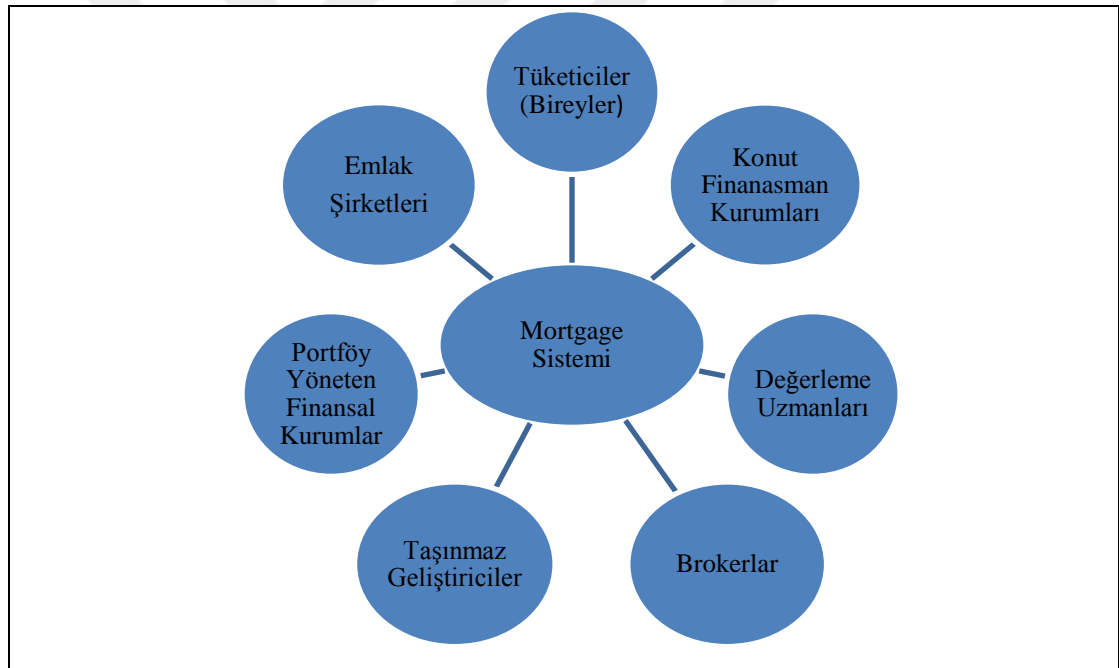 Tüketiciler
(Bireyler)
Konut
Finanasman
Kurumları
Değerleme
Uzmanları
Brokerlar
Taşınmaz
Geliştiriciler
Portföy
Yöneten
Finansal
Kurumlar
Emlak
Şirketleri
Mortgage
Sistemi